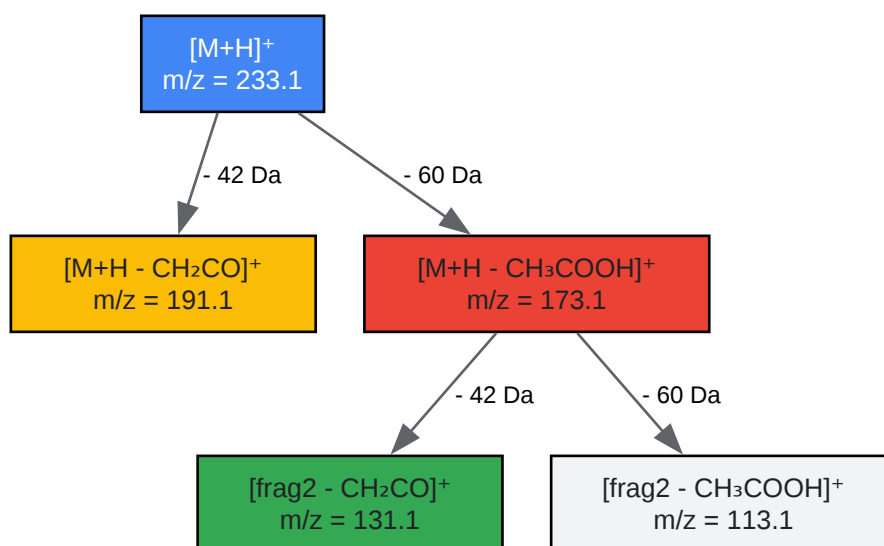 [M+H]⁺
m/z = 233.1
- 42 Da
- 60 Da
[M+H - CH₂CO]⁺
m/z = 191.1
[M+H - CH₃COOH]⁺
m/z = 173.1
- 42 Da
- 60 Da
[frag2 - CH₂CO]⁺
m/z = 131.1
[frag2 - CH₃COOH]⁺
m/z = 113.1